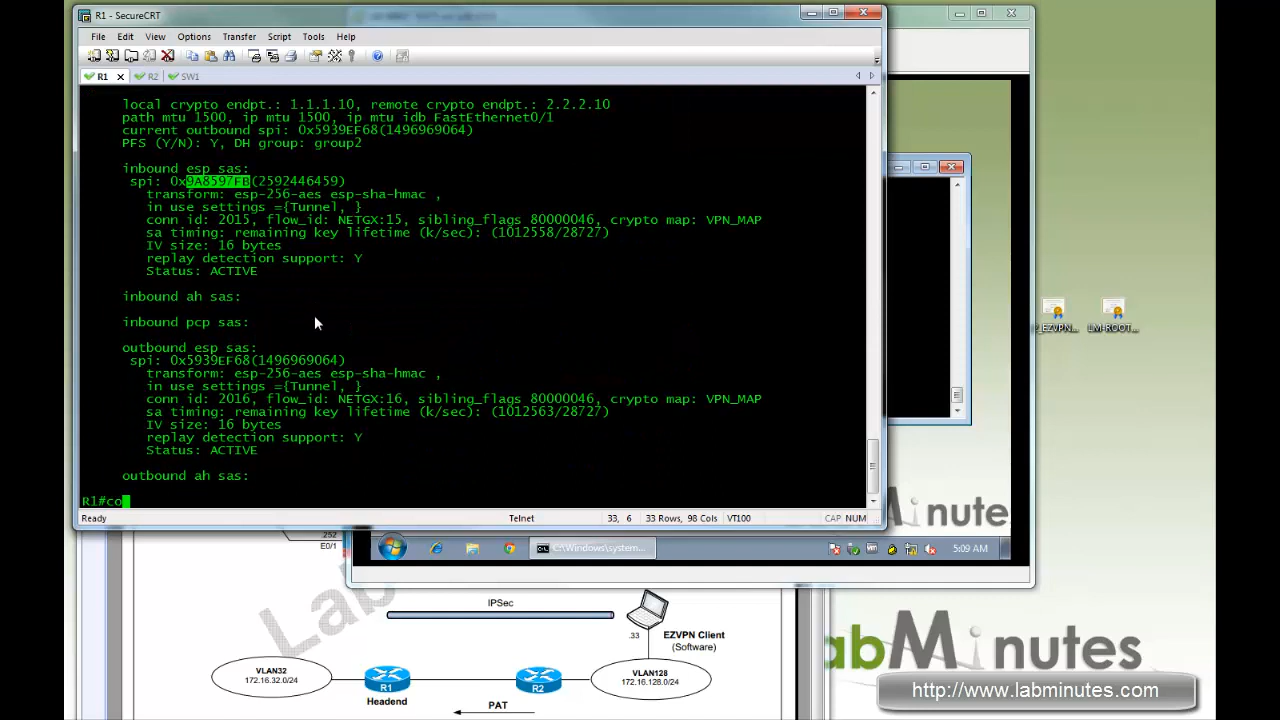 R1 - SecureCRT
File Edit View Options Transfer Script Tools Help
R1 R2 SW1
local crypto endpt.: 1.1.1.10, remote crypto endpt.: 2.2.2.10
path mtu 1500, ip mtu 1500, ip mtu idb FastEthernet0/1
current outbound spi: 0x5939EF68(1496969064)
PFS (Y/N): Y, DH group: group2
inbound esp sas:
spi: 0x9A8597FB(2592446459)
transform: esp-256-aes esp-sha-hmac ,
in use settings ={Tunnel, }
conn id: 2015, flow_id: NETGX:15, sibling_flags 80000046, crypto map: VPN_MAP
sa timing: remaining key lifetime (k/sec): (1012558/28727)
IV size: 16 bytes
replay detection support: Y
Status: ACTIVE
inbound ah sas:
inbound pcp sas:
outbound esp sas:
spi: 0x5939EF68(1496969064)
transform: esp-256-aes esp-sha-hmac ,
in use settings ={Tunnel, }
conn id: 2016, flow_id: NETGX:16, sibling_flags 80000046, crypto map: VPN_MAP
sa timing: remaining key lifetime (k/sec): (1012563/28727)
IV size: 16 bytes
replay detection support: Y
Status: ACTIVE
outbound ah sas:
R1#co
Ready Telnet 33, 6 33 Rows, 98 Cols VT100 CAP NUM
_EZVPN... LM-ROOT...
Minute
C:\Windows\system... 5:09 AM
.252
E0/1
Lab
IPSec
.33
EZVPN Client
(Software)
VLAN32
172.16.32.0/24
R1
Headend
R2
VLAN128
172.16.128.0/24
PAT
abMinutes
http://www.labminutes.com